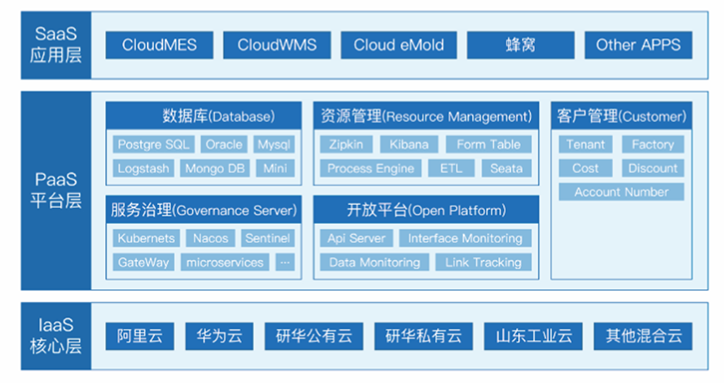 SaaS
应用层
CloudMES CloudWMS Cloud eMold 蜂窝 Other APPS
PaaS
平台层
数据库(Database)
Postgre SQL Oracle Mysql
Logstash Mongo DB Mini
资源管理(Resource Management)
Zipkin Kibana Form Table
Process Engine ETL Seata
客户管理(Customer)
Tenant Factory
Cost Discount
Account Number
服务治理(Governance Server)
Kubernets Nacos Sentinel
GateWay microservices ...
开放平台(Open Platform)
Api Server Interface Monitoring
Data Monitoring Link Tracking
IaaS
核心层
阿里云 华为云 研华公有云 研华私有云 山东工业云 其他混合云